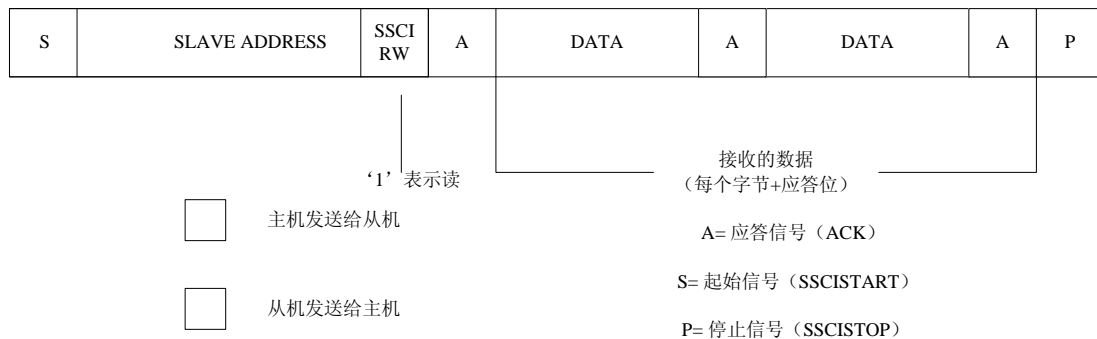 S SLAVE ADDRESS SSCI RW A DATA A DATA A P
‘1’表示读
接收的数据
（每个字节+应答位）
主机发送给从机
A= 应答信号（ACK）
S= 起始信号（SSCISTART）
从机发送给主机
P= 停止信号（SSCISTOP）